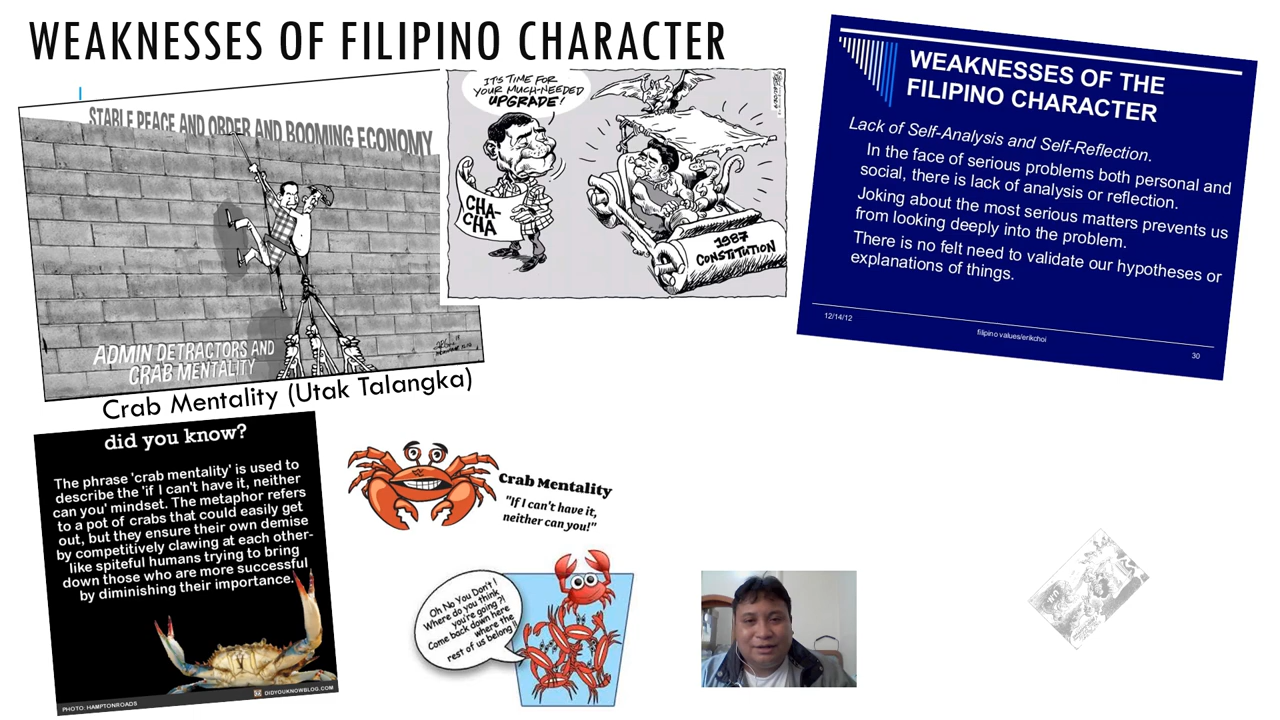 WEAKNESSES OF FILIPINO CHARACTER
STABLE PEACE AND ORDER AND BOOMING ECONOMY
ADMIN DETRACTORS AND
CRAB MENTALITY
Crab Mentality (Utak Talangka)
IT'S TIME FOR
YOUR MUCH-NEEDED
UPGRADE!
CHA-
CHA
1987
CONSTITUTION
WEAKNESSES OF THE
FILIPINO CHARACTER
Lack of Self-Analysis and Self-Reflection.
In the face of serious problems both personal and
social, there is lack of analysis or reflection.
Joking about the most serious matters prevents us
from looking deeply into the problem.
There is no felt need to validate our hypotheses or
explanations of things.
12/14/12
filipino values/erikchoi
30
did you know?
The phrase 'crab mentality' is used to
describe the 'if I can't have it, neither
can you' mindset. The metaphor refers
to a pot of crabs that could easily get
out, but they ensure their own demise
by competitively clawing at each other-
like spiteful humans trying to bring
down those who are more successful
by diminishing their importance.
PHOTO: HAMPTONROADS
DIDYOUKNOWBLOG.COM
Crab Mentality
"If I can't have it,
neither can you!"
Oh No You Don't !
Where do you think
you're going ?!
Come back down here
where the
rest of us belong !!